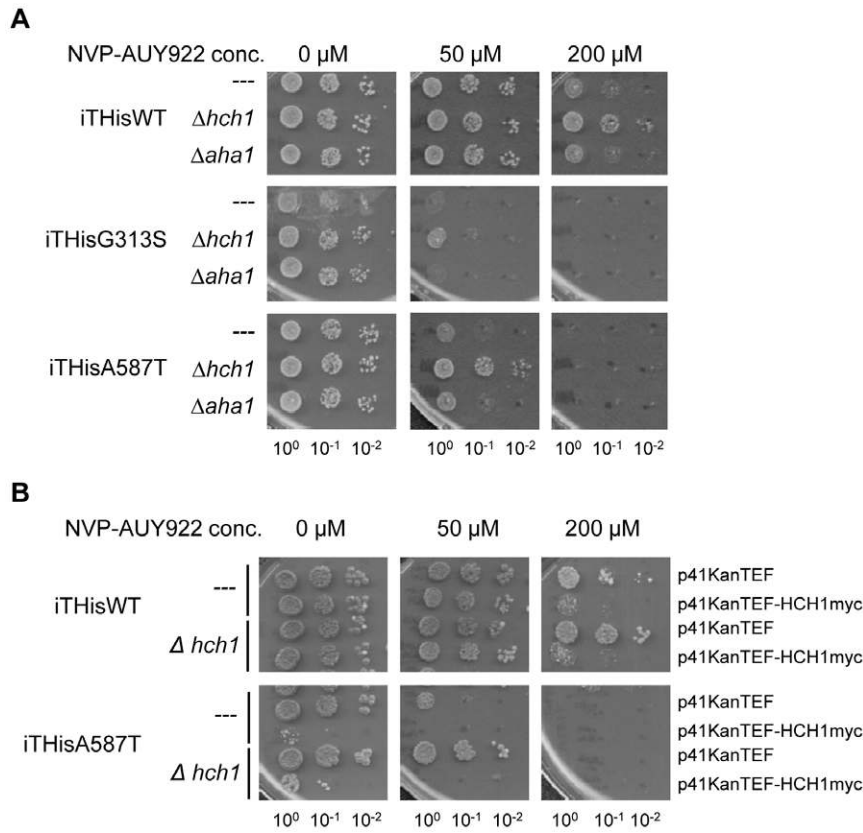 A
NVP-AUY922 conc. 0 µM 50 µM 200 µM
---
iTHisWT Δhch1
Δaha1
---
iTHisG313S Δhch1
Δaha1
---
iTHisA587T Δhch1
Δaha1
10⁰ 10⁻¹ 10⁻² 10⁰ 10⁻¹ 10⁻² 10⁰ 10⁻¹ 10⁻²
B
NVP-AUY922 conc. 0 µM 50 µM 200 µM
iTHisWT
---
p41KanTEF
p41KanTEF-HCH1myc
Δ hch1
p41KanTEF
p41KanTEF-HCH1myc
iTHisA587T
---
p41KanTEF
p41KanTEF-HCH1myc
Δ hch1
p41KanTEF
p41KanTEF-HCH1myc
10⁰ 10⁻¹ 10⁻² 10⁰ 10⁻¹ 10⁻² 10⁰ 10⁻¹ 10⁻²